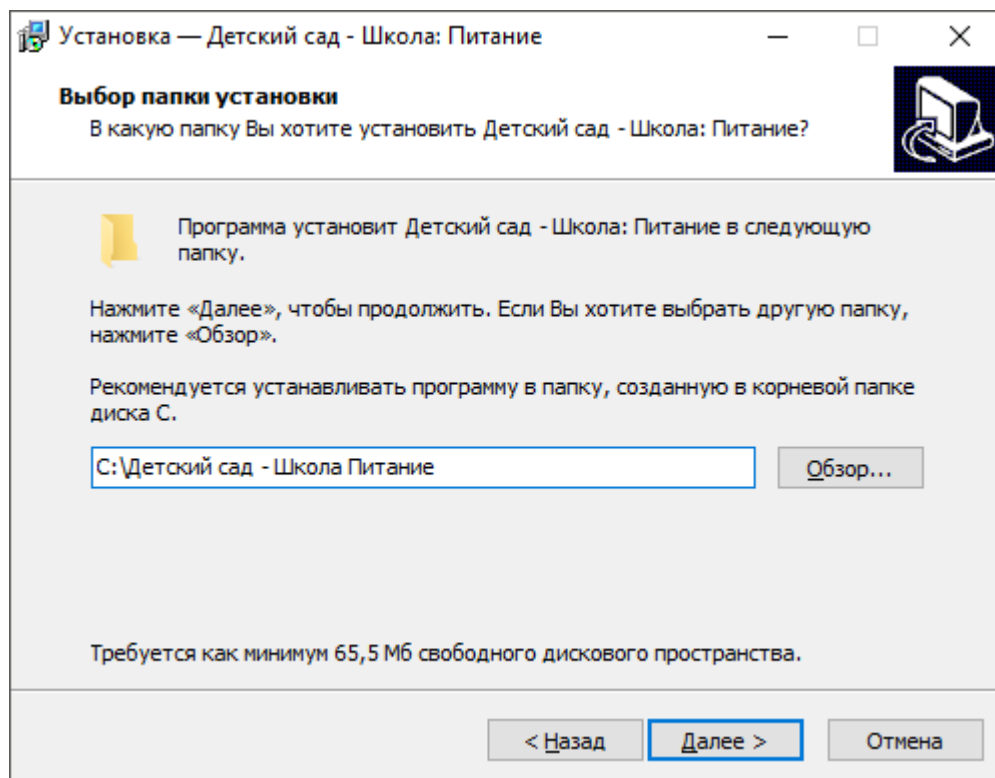 Установка — Детский сад - Школа: Питание
Выбор папки установки
В какую папку Вы хотите установить Детский сад - Школа: Питание?
Программа установит Детский сад - Школа: Питание в следующую
папку.
Нажмите «Далее», чтобы продолжить. Если Вы хотите выбрать другую папку,
нажмите «Обзор».
Рекомендуется устанавливать программу в папку, созданную в корневой папке
диска C.
C:\Детский сад - Школа Питание
Обзор...
Требуется как минимум 65,5 Мб свободного дискового пространства.
< Назад
Далее >
Отмена